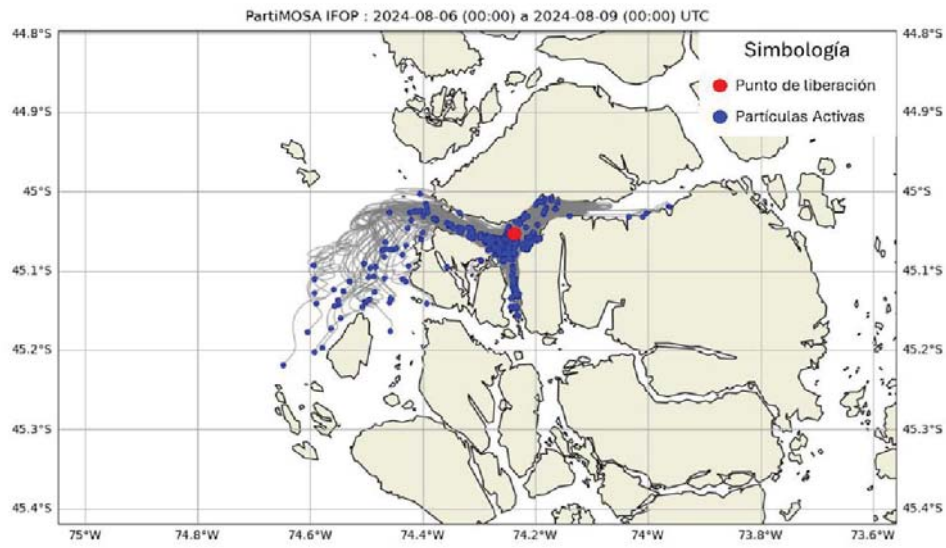 PartiMOSA IFOP : 2024-08-06 (00:00) a 2024-08-09 (00:00) UTC
Simbología
Punto de liberación
Partículas Activas
44.8°S 44.8°S
44.9°S 44.9°S
45°S 45°S
45.1°S 45.1°S
45.2°S 45.2°S
45.3°S 45.3°S
45.4°S 45.4°S
75°W 74.8°W 74.6°W 74.4°W 74.2°W 74°W 73.8°W 73.6°W